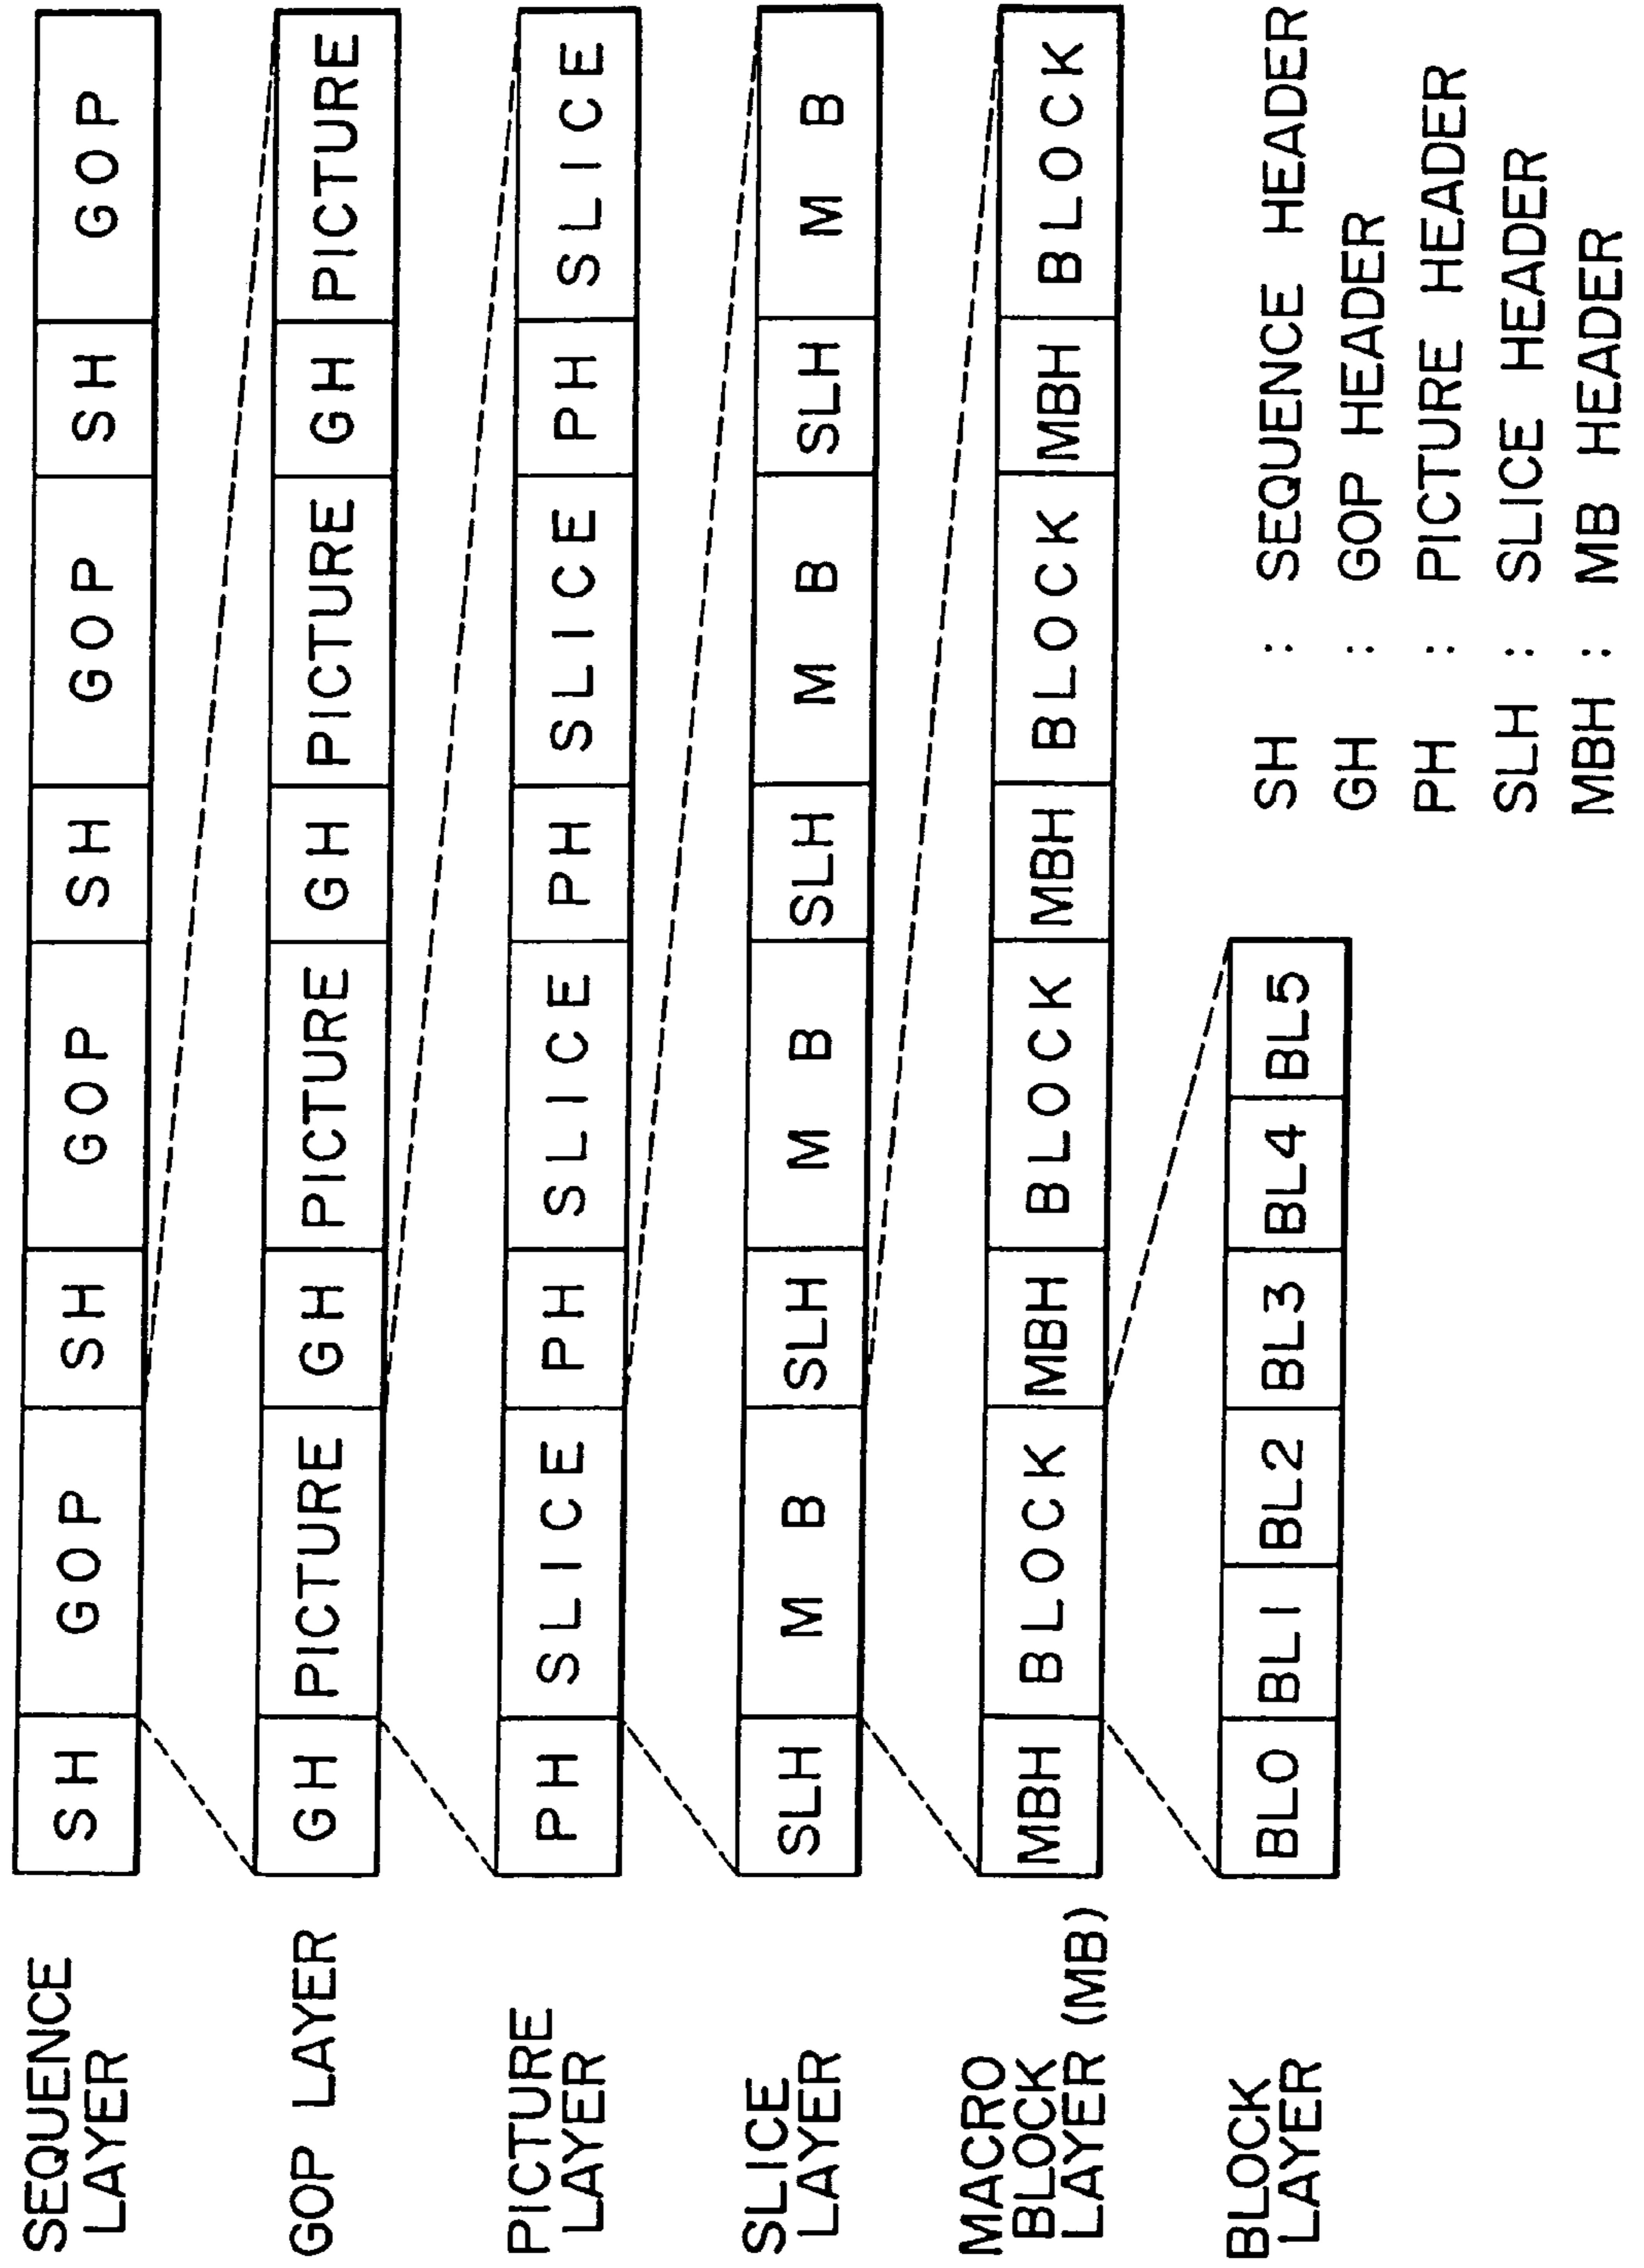 SEQUENCE
LAYER
SH GOP SH GOP SH GOP SH GOP
GOP LAYER
GH PICTURE GH PICTURE GH PICTURE GH PICTURE
PICTURE
LAYER
PH SLICE PH SLICE PH SLICE PH SLICE
SLICE
LAYER
SLH MB SLH MB SLH MB SLH MB
MACRO
BLOCK
LAYER (MB)
MBH BLOCK MBH BLOCK MBH BLOCK MBH BLOCK
BLOCK
LAYER
BL0 BL1 BL2 BL3 BL4 BL5
SH : SEQUENCE HEADER
GH : GOP HEADER
PH : PICTURE HEADER
SLH : SLICE HEADER
MBH : MB HEADER